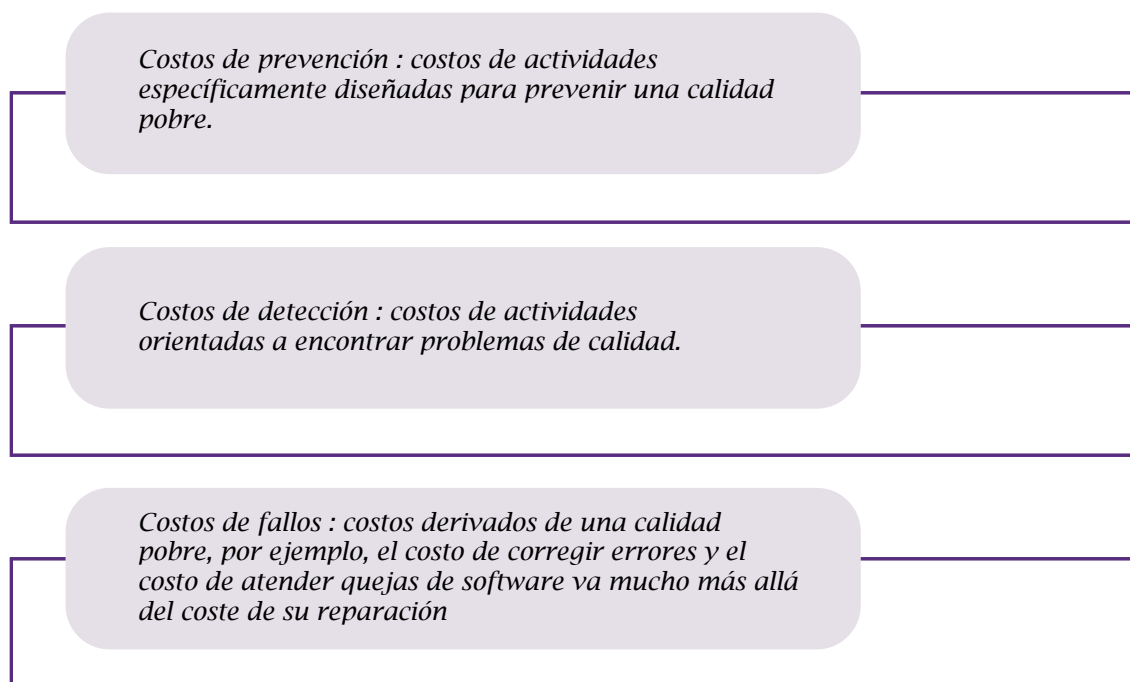 Costos de prevención : costos de actividades
específicamente diseñadas para prevenir una calidad
pobre.
Costos de detección : costos de actividades
orientadas a encontrar problemas de calidad.
Costos de fallos : costos derivados de una calidad
pobre, por ejemplo, el costo de corregir errores y el
costo de atender quejas de software va mucho más allá
del coste de su reparación